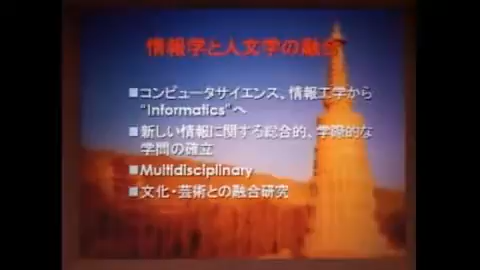 情報学と人文学の融合
■コンピュータサイエンス、情報工学から
“Informatics”へ
■新しい情報に関する総合的、学際的な
学問の確立
■Multidisciplinary
■文化・芸術との融合研究